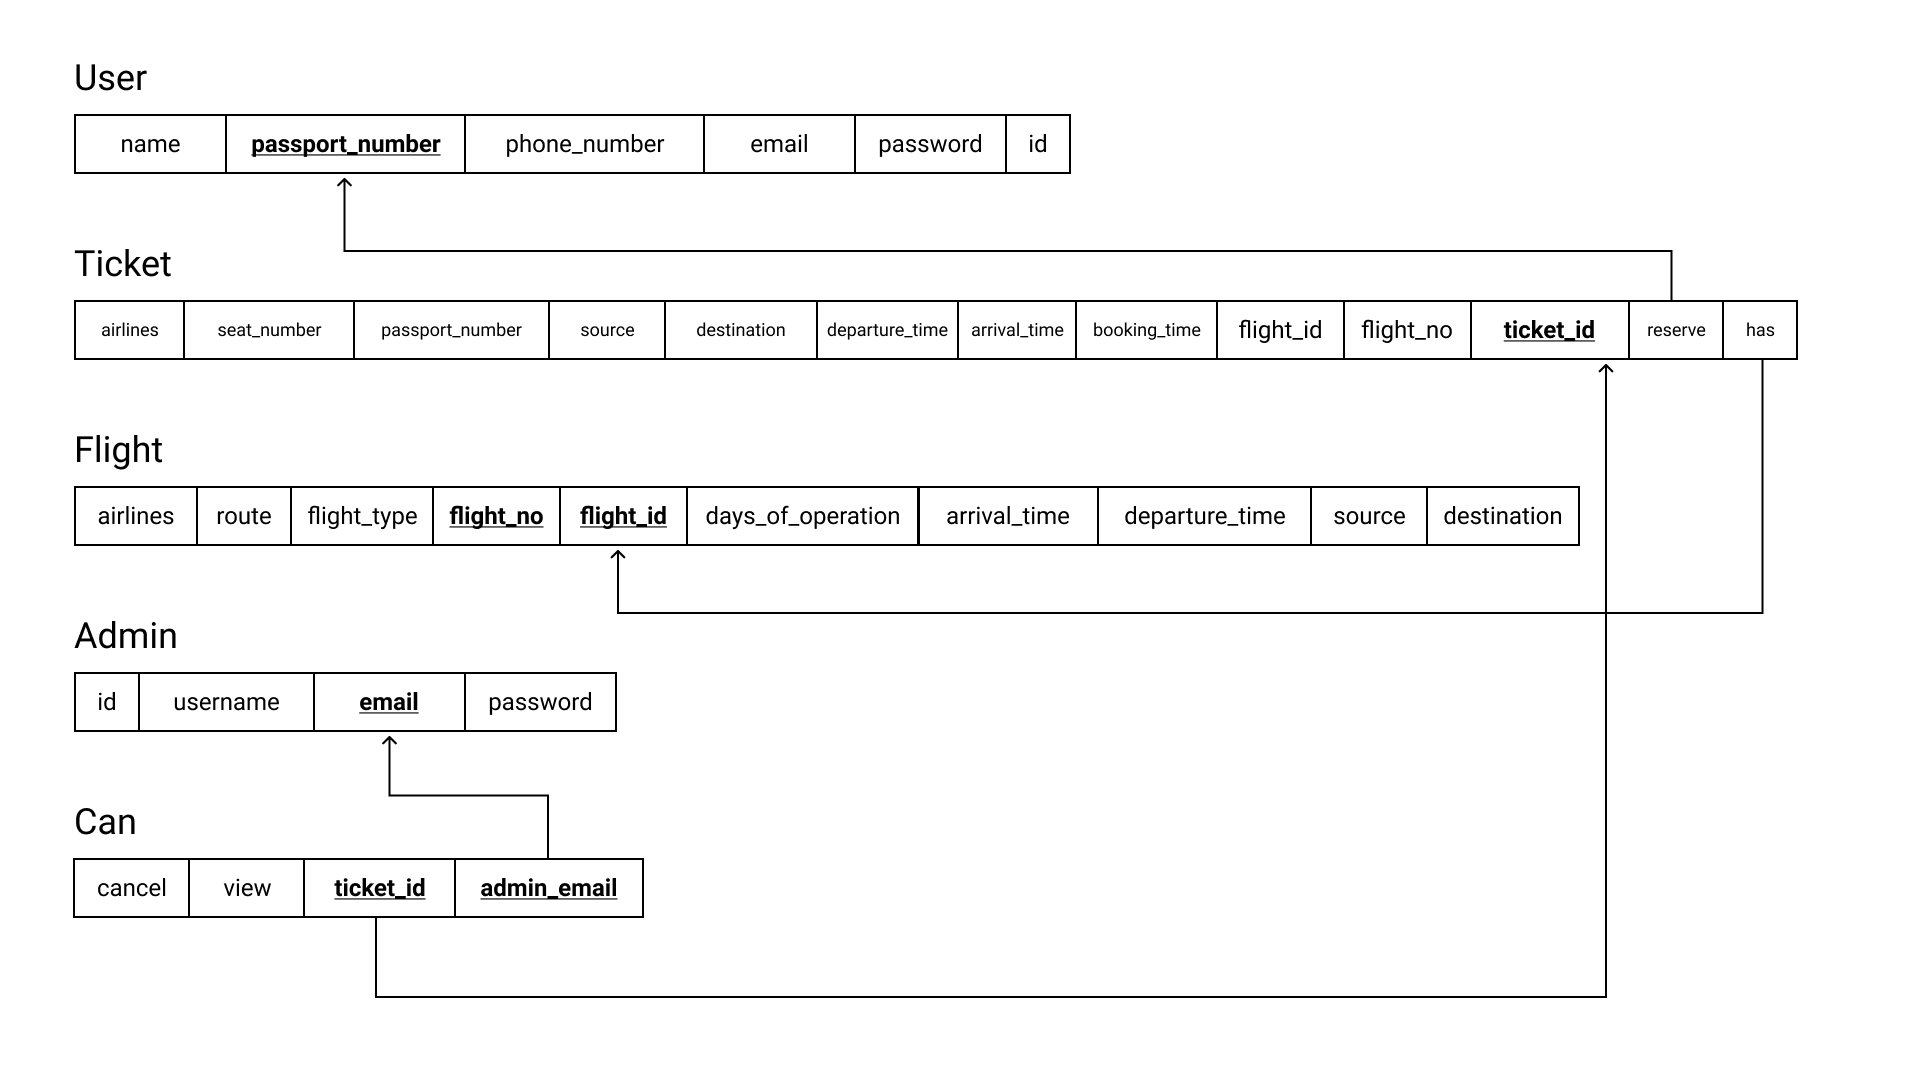 User
name passport_number phone_number email password id
Ticket
airlines seat_number passport_number source destination departure_time arrival_time booking_time flight_id flight_no ticket_id reserve has
Flight
airlines route flight_type flight_no flight_id days_of_operation arrival_time departure_time source destination
Admin
id username email password
Can
cancel view ticket_id admin_email